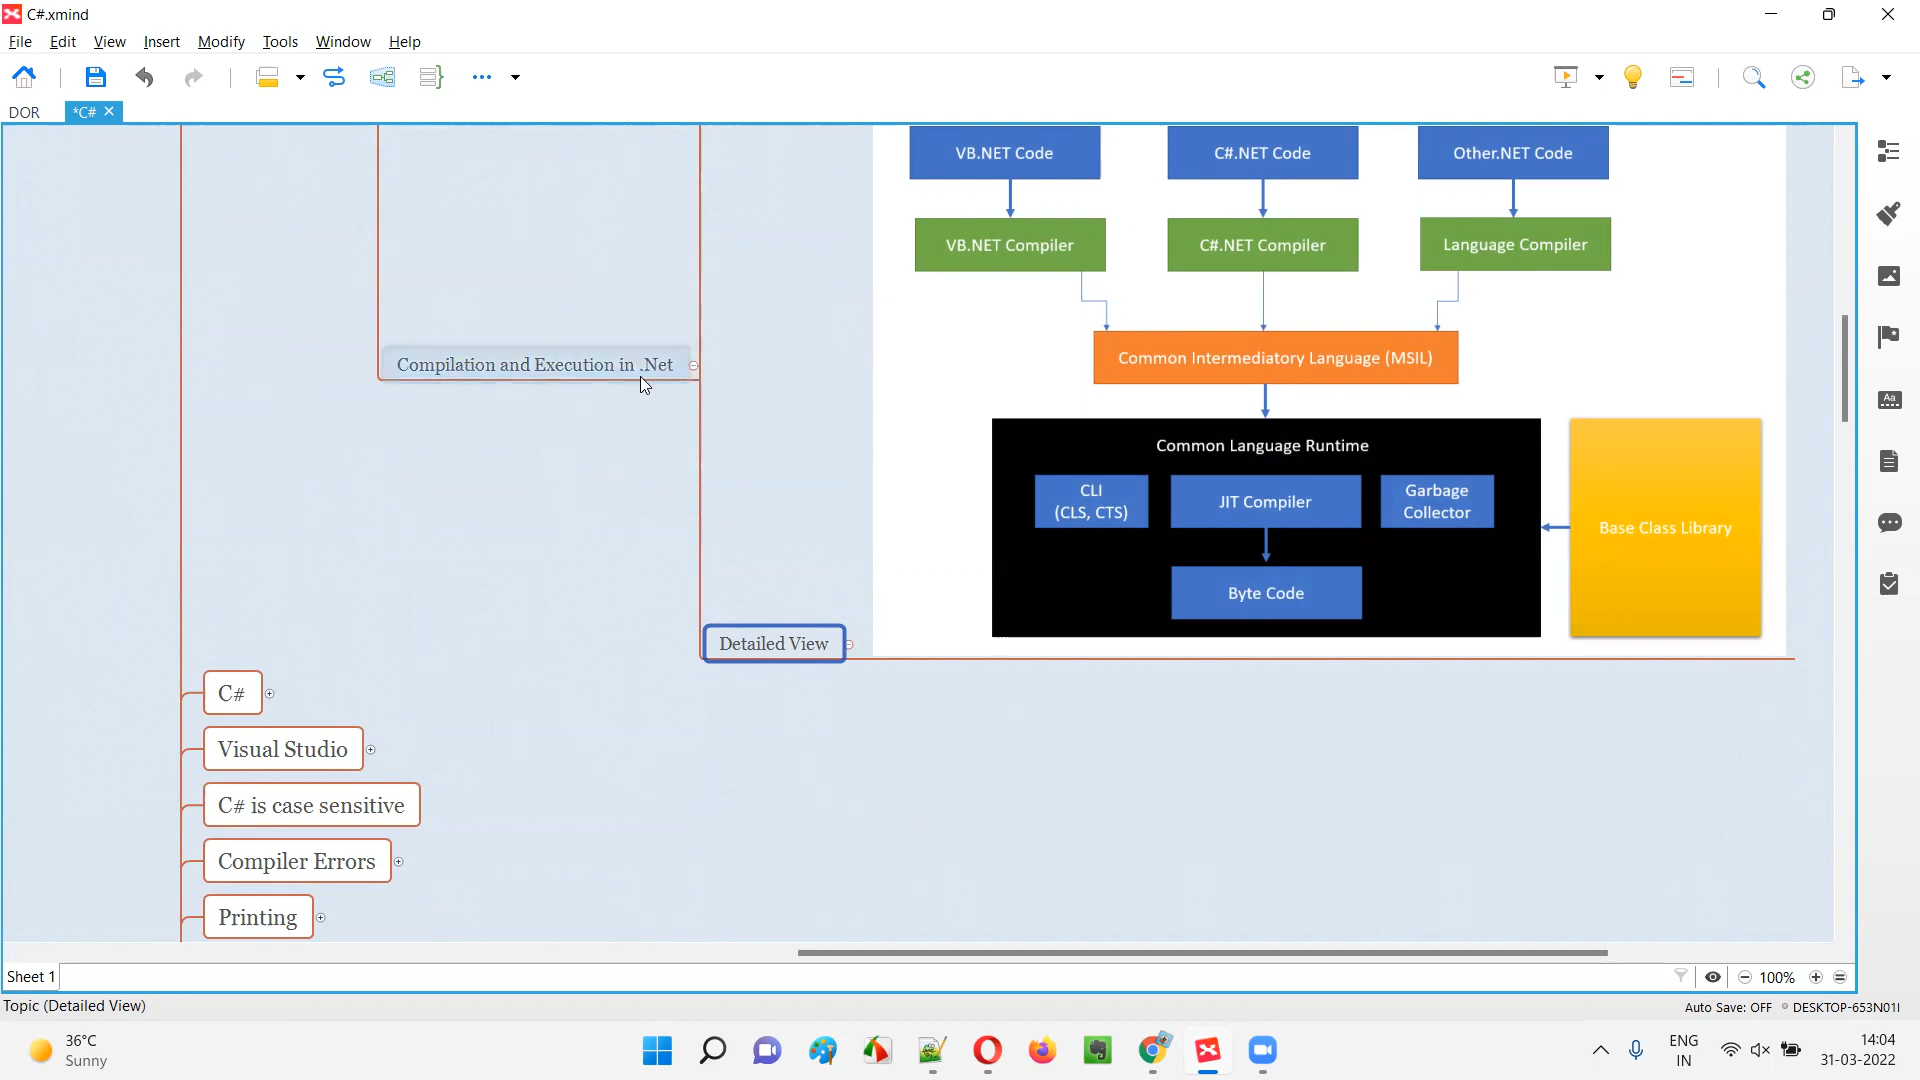 C#.xmind
File Edit View Insert Modify Tools Window Help
DOR *C#
VB.NET Code
C#.NET Code
Other.NET Code
VB.NET Compiler
C#.NET Compiler
Language Compiler
Common Intermediatory Language (MSIL)
Compilation and Execution in .Net
Common Language Runtime
CLI
(CLS, CTS)
JIT Compiler
Garbage
Collector
Base Class Library
Byte Code
Detailed View
C#
Visual Studio
C# is case sensitive
Compiler Errors
Printing
Aa
Sheet 1
100%
Topic (Detailed View)
Auto Save: OFF DESKTOP-653N01I
36°C
Sunny
ENG
IN
14:04
31-03-2022